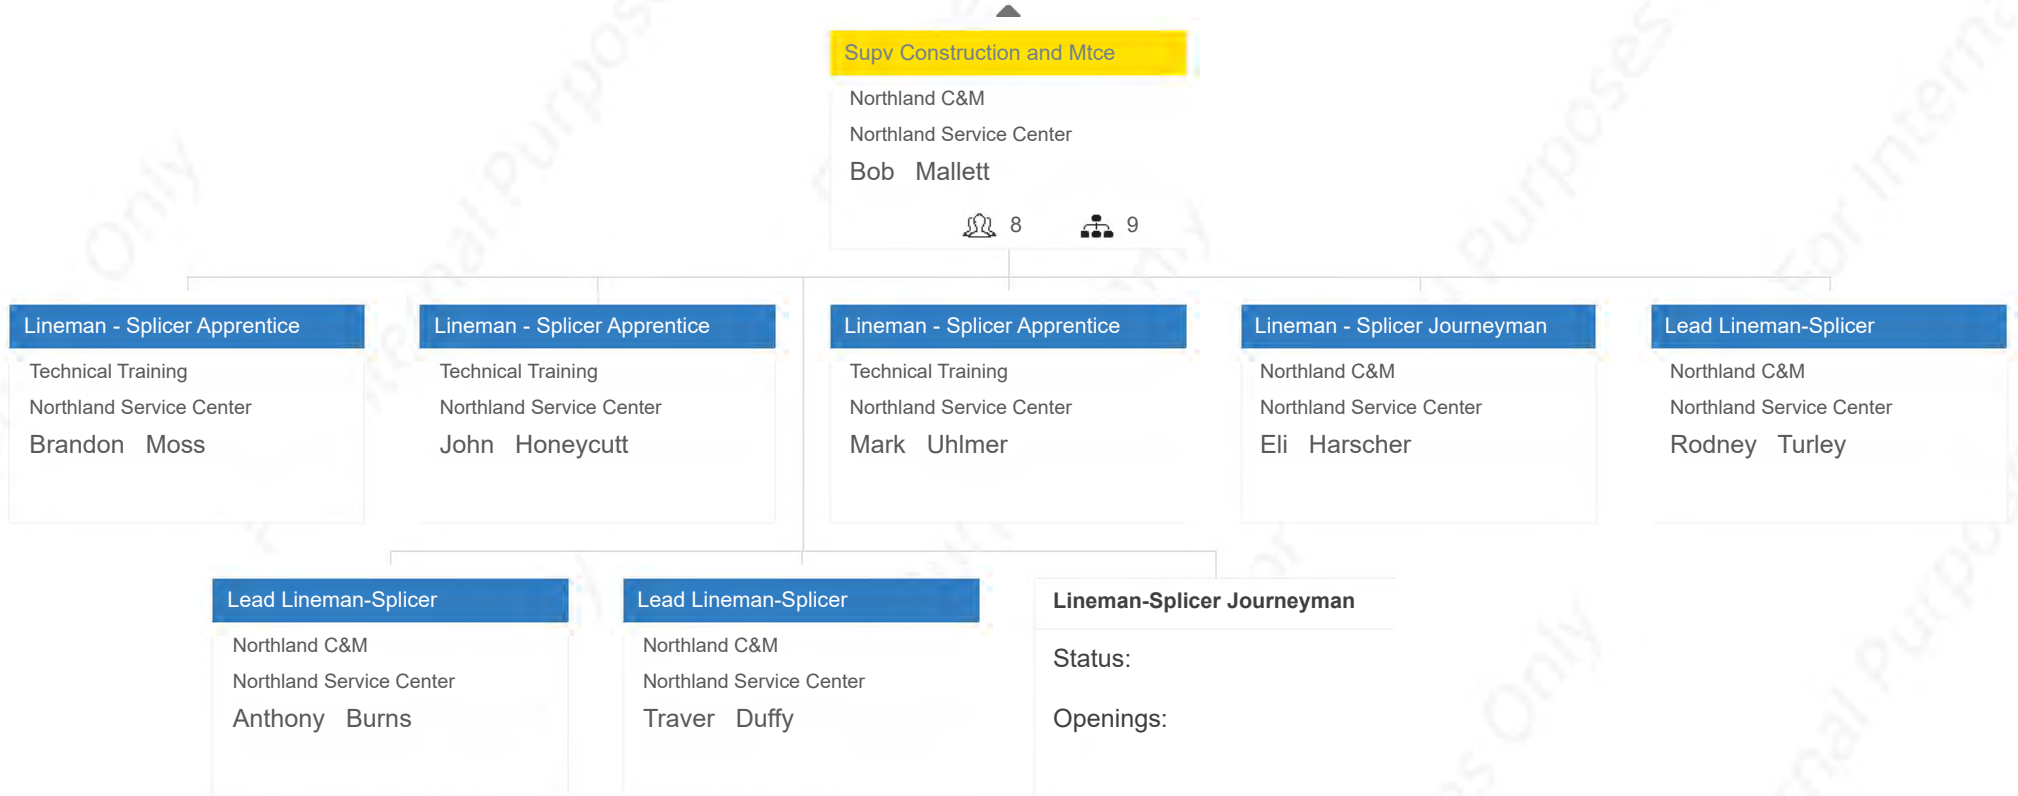 Supv Construction and Mtce
Northland C&M
Northland Service Center
Bob Mallett
8 9
Lineman - Splicer Apprentice
Technical Training
Northland Service Center
Brandon Moss
Lineman - Splicer Apprentice
Technical Training
Northland Service Center
John Honeycutt
Lineman - Splicer Apprentice
Technical Training
Northland Service Center
Mark Uhlmer
Lineman - Splicer Journeyman
Northland C&M
Northland Service Center
Eli Harscher
Lead Lineman-Splicer
Northland C&M
Northland Service Center
Rodney Turley
Lead Lineman-Splicer
Northland C&M
Northland Service Center
Anthony Burns
Lead Lineman-Splicer
Northland C&M
Northland Service Center
Traver Duffy
Lineman-Splicer Journeyman
Status:
Openings: